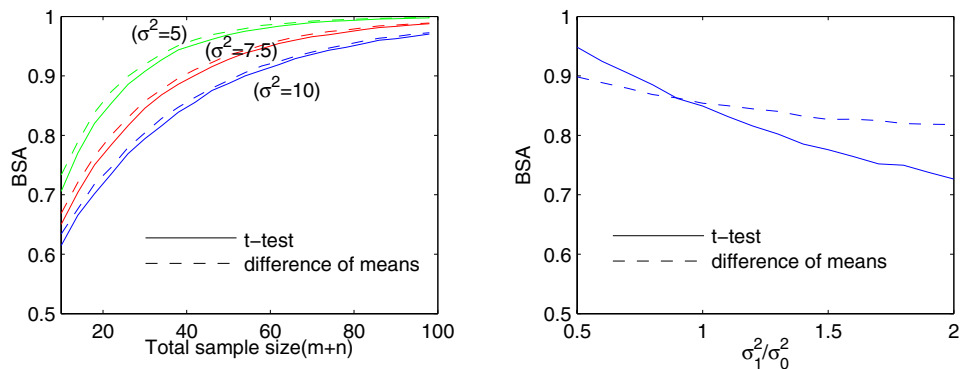 1
0.9
0.8
0.7
0.6
0.5
BSA
(σ²=5)
(σ²=7.5)
(σ²=10)
t−test
difference of means
20 40 60 80 100
Total sample size(m+n)
1
0.9
0.8
0.7
0.6
0.5
BSA
t−test
difference of means
0.5 1 1.5 2
σ₁²/σ₀²